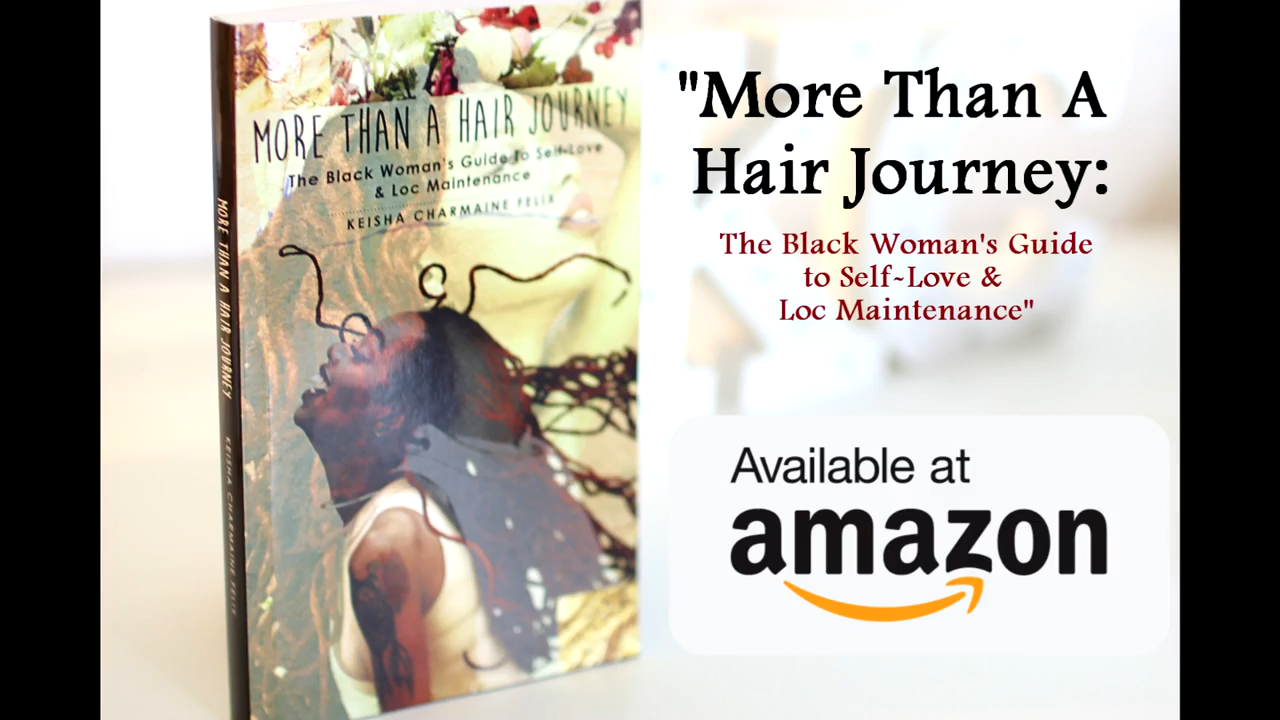 MORE THAN A HAIR JOURNEY
The Black Woman's Guide to Self-Love
& Loc Maintenance
KEISHA CHARMAINE FELIX
MORE THAN A HAIR JOURNEY
KEISHA CHARMAINE FELIX
"More Than A
Hair Journey:
The Black Woman's Guide
to Self-Love &
Loc Maintenance"
Available at
amazon